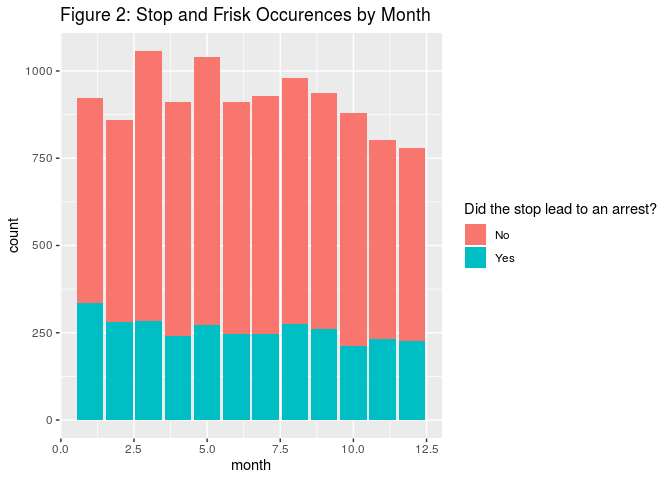 Figure 2: Stop and Frisk Occurences by Month
1000
750
500
250
0
count
0.0 2.5 5.0 7.5 10.0 12.5
month
Did the stop lead to an arrest?
No
Yes